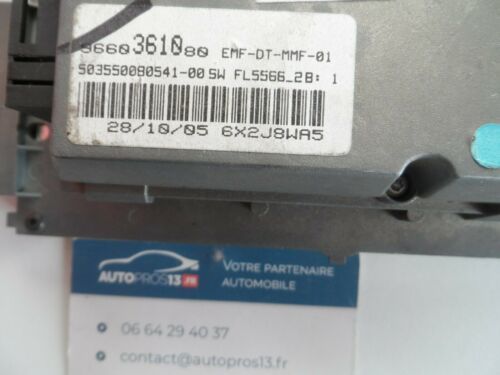 9660361080 EMF-DT-MMF-01
503550080541-00 SW FL5566_28: 1
28/10/05 6X2J8WA5
AUTOPROS13.FR
VOTRE PARTENAIRE
AUTOMOBILE
06 64 29 40 37
contact@autopros13.fr